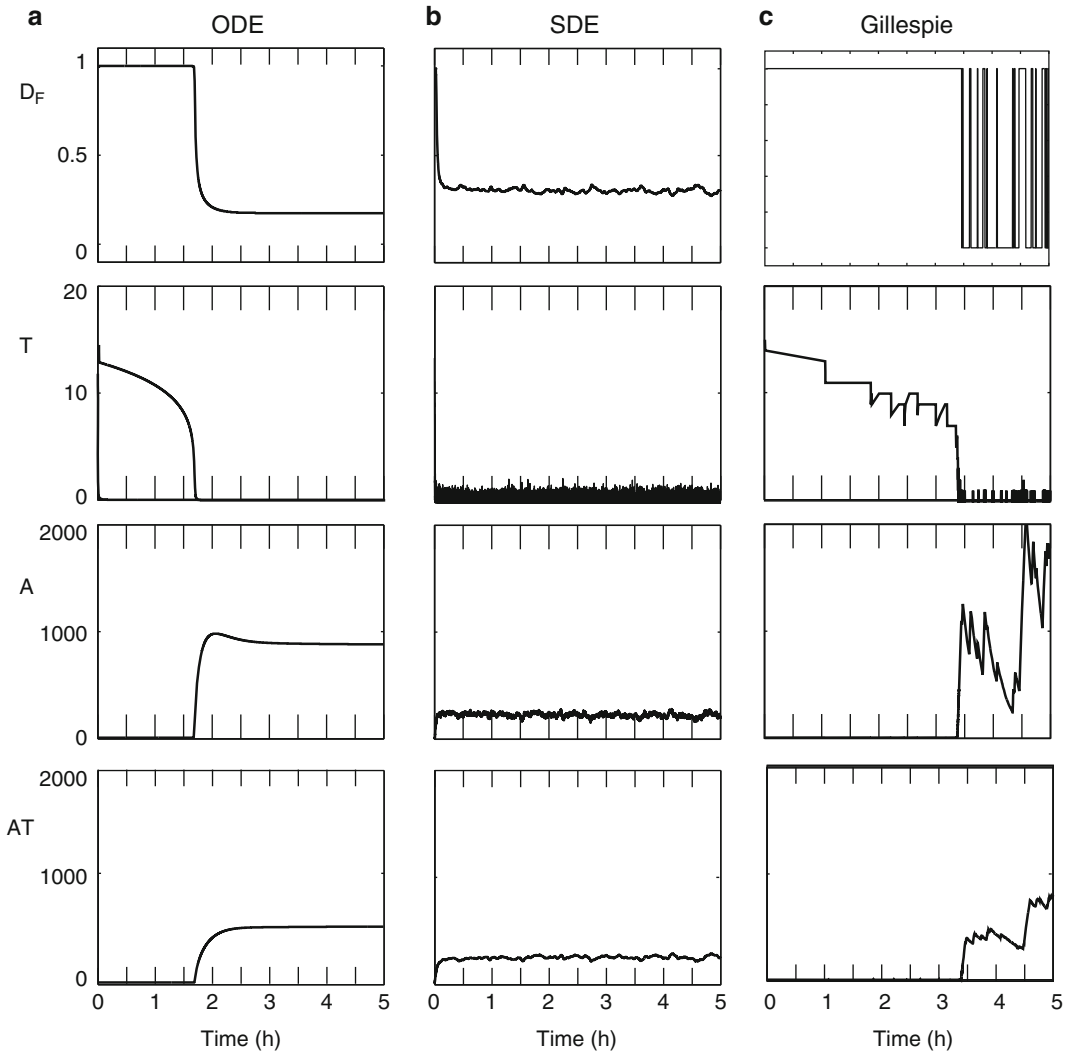 a ODE b SDE c Gillespie
1
D_F
0.5
0
20
T
10
0
2000
A
1000
0
2000
AT
1000
0
0 1 2 3 4 5 0 1 2 3 4 5 0 1 2 3 4 5
Time (h) Time (h) Time (h)